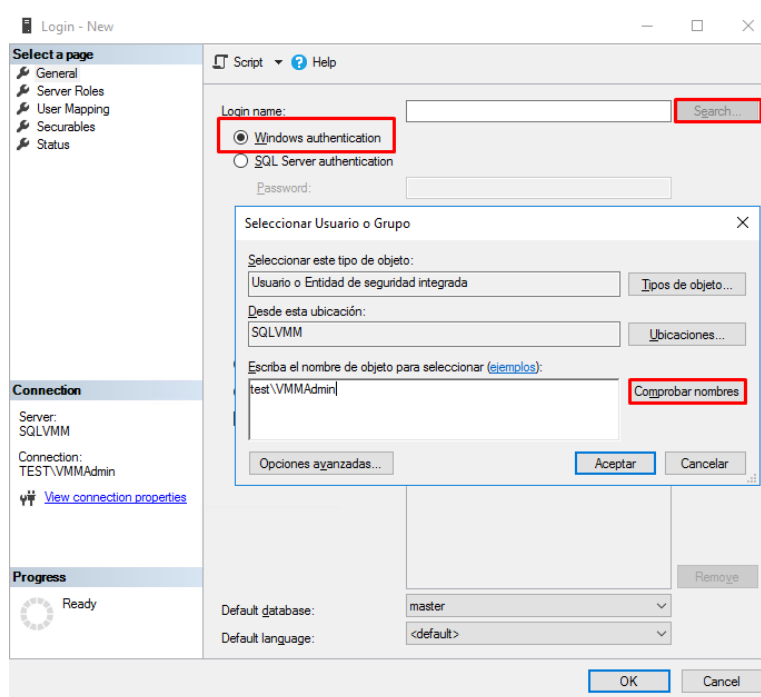 Login - New
Select a page
General
Server Roles
User Mapping
Securables
Status
Script Help
Login name:
Search...
Windows authentication
SQL Server authentication
Password:
Seleccionar Usuario o Grupo
Seleccionar este tipo de objeto:
Usuario o Entidad de seguridad integrada
Tipos de objeto...
Desde esta ubicación:
SQLVMM
Ubicaciones...
Escriba el nombre de objeto para seleccionar (ejemplos):
test\VMMAdmin
Comprobar nombres
Opciones avanzadas...
Aceptar
Cancelar
Connection
Server:
SQLVMM
Connection:
TEST\VMMAdmin
View connection properties
Progress
Ready
Remove
Default database:
master
Default language:
<default>
OK
Cancel